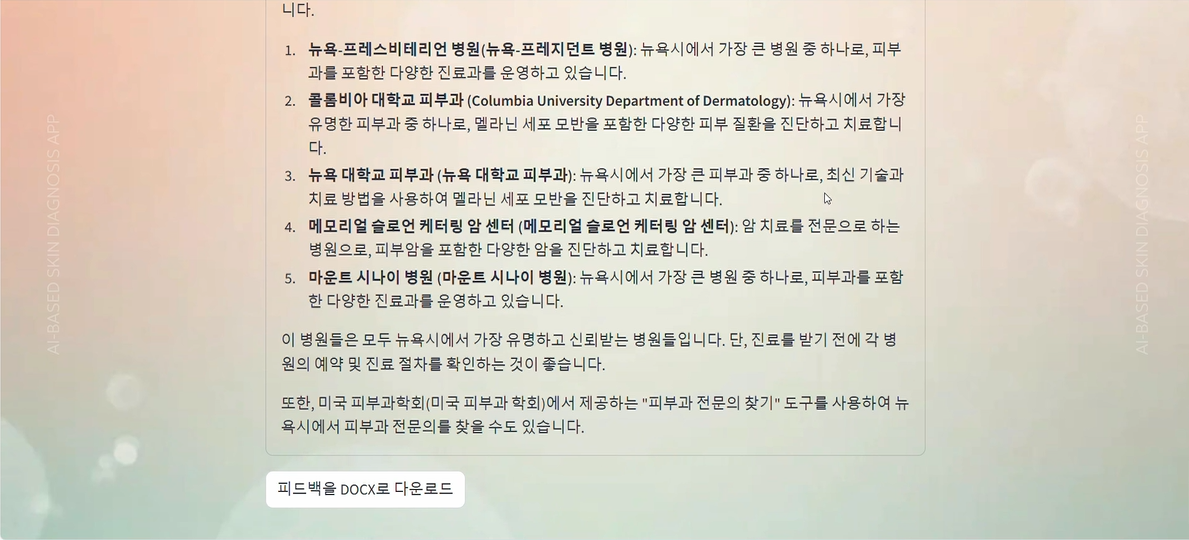 니다.
1. 뉴욕-프레스비테리언 병원(뉴욕-프레지던트 병원): 뉴욕시에서 가장 큰 병원 중 하나로, 피부
과를 포함한 다양한 진료과를 운영하고 있습니다.
2. 콜롬비아 대학교 피부과 (Columbia University Department of Dermatology): 뉴욕시에서 가장
유명한 피부과 중 하나로, 멜라닌 세포 모반을 포함한 다양한 피부 질환을 진단하고 치료합니
다.
3. 뉴욕 대학교 피부과 (뉴욕 대학교 피부과): 뉴욕시에서 가장 큰 피부과 중 하나로, 최신 기술과
치료 방법을 사용하여 멜라닌 세포 모반을 진단하고 치료합니다.
4. 메모리얼 슬로언 케터링 암 센터 (메모리얼 슬로언 케터링 암 센터): 암 치료를 전문으로 하는
병원으로, 피부암을 포함한 다양한 암을 진단하고 치료합니다.
5. 마운트 시나이 병원 (마운트 시나이 병원): 뉴욕시에서 가장 큰 병원 중 하나로, 피부과를 포함
한 다양한 진료과를 운영하고 있습니다.
이 병원들은 모두 뉴욕시에서 가장 유명하고 신뢰받는 병원들입니다. 단, 진료를 받기 전에 각 병
원의 예약 및 진료 절차를 확인하는 것이 좋습니다.
또한, 미국 피부과학회(미국 피부과 학회)에서 제공하는 "피부과 전문의 찾기" 도구를 사용하여 뉴
욕시에서 피부과 전문의를 찾을 수도 있습니다.
피드백을 DOCX로 다운로드
AI-BASED SKIN DIAGNOSIS APP
AI-BASED SKIN DIAGNOSIS APP